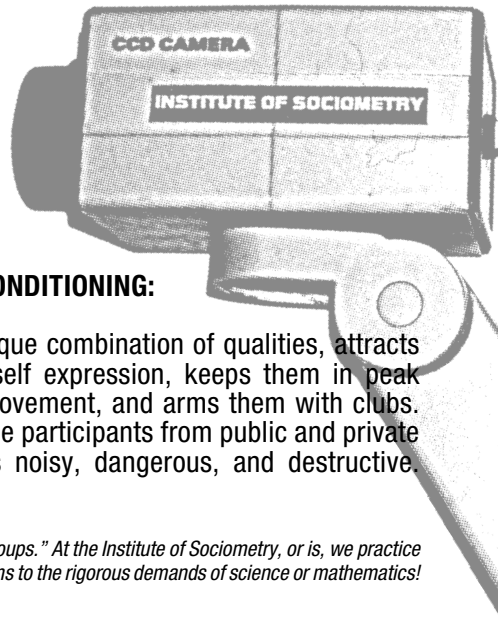 CCD CAMERA
INSTITUTE OF SOCIOMETRY
ONDITIONING:
que combination of qualities, attracts
self expression, keeps them in peak
ovement, and arms them with clubs.
e participants from public and private
s noisy, dangerous, and destructive.
oups.” At the Institute of Sociometry, or is, we practice
ns to the rigorous demands of science or mathematics!